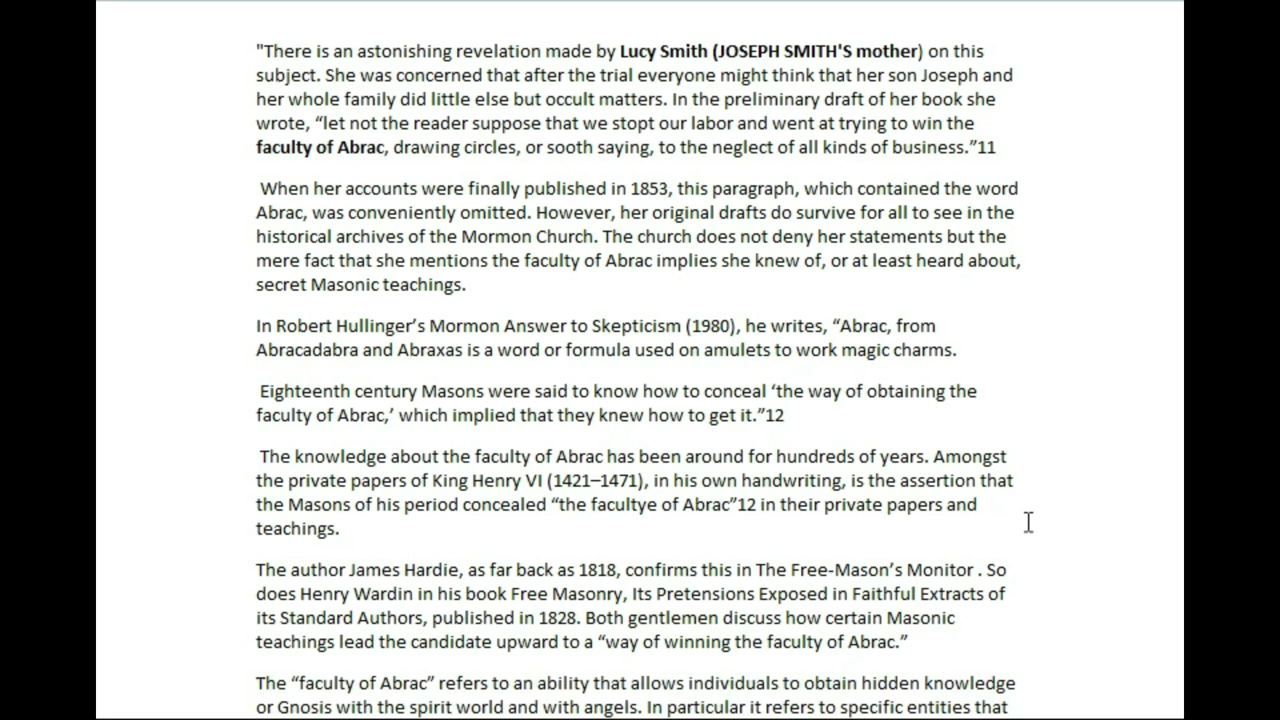 "There is an astonishing revelation made by Lucy Smith (JOSEPH SMITH'S mother) on this
subject. She was concerned that after the trial everyone might think that her son Joseph and
her whole family did little else but occult matters. In the preliminary draft of her book she
wrote, “let not the reader suppose that we stopt our labor and went at trying to win the
faculty of Abrac, drawing circles, or sooth saying, to the neglect of all kinds of business.”11
When her accounts were finally published in 1853, this paragraph, which contained the word
Abrac, was conveniently omitted. However, her original drafts do survive for all to see in the
historical archives of the Mormon Church. The church does not deny her statements but the
mere fact that she mentions the faculty of Abrac implies she knew of, or at least heard about,
secret Masonic teachings.
In Robert Hullinger’s Mormon Answer to Skepticism (1980), he writes, “Abrac, from
Abracadabra and Abraxas is a word or formula used on amulets to work magic charms.
Eighteenth century Masons were said to know how to conceal ‘the way of obtaining the
faculty of Abrac,’ which implied that they knew how to get it.”12
The knowledge about the faculty of Abrac has been around for hundreds of years. Amongst
the private papers of King Henry VI (1421–1471), in his own handwriting, is the assertion that
the Masons of his period concealed “the facultye of Abrac”12 in their private papers and
teachings.
The author James Hardie, as far back as 1818, confirms this in The Free-Mason’s Monitor . So
does Henry Wardin in his book Free Masonry, Its Pretensions Exposed in Faithful Extracts of
its Standard Authors, published in 1828. Both gentlemen discuss how certain Masonic
teachings lead the candidate upward to a “way of winning the faculty of Abrac.”
The “faculty of Abrac” refers to an ability that allows individuals to obtain hidden knowledge
or Gnosis with the spirit world and with angels. In particular it refers to specific entities that